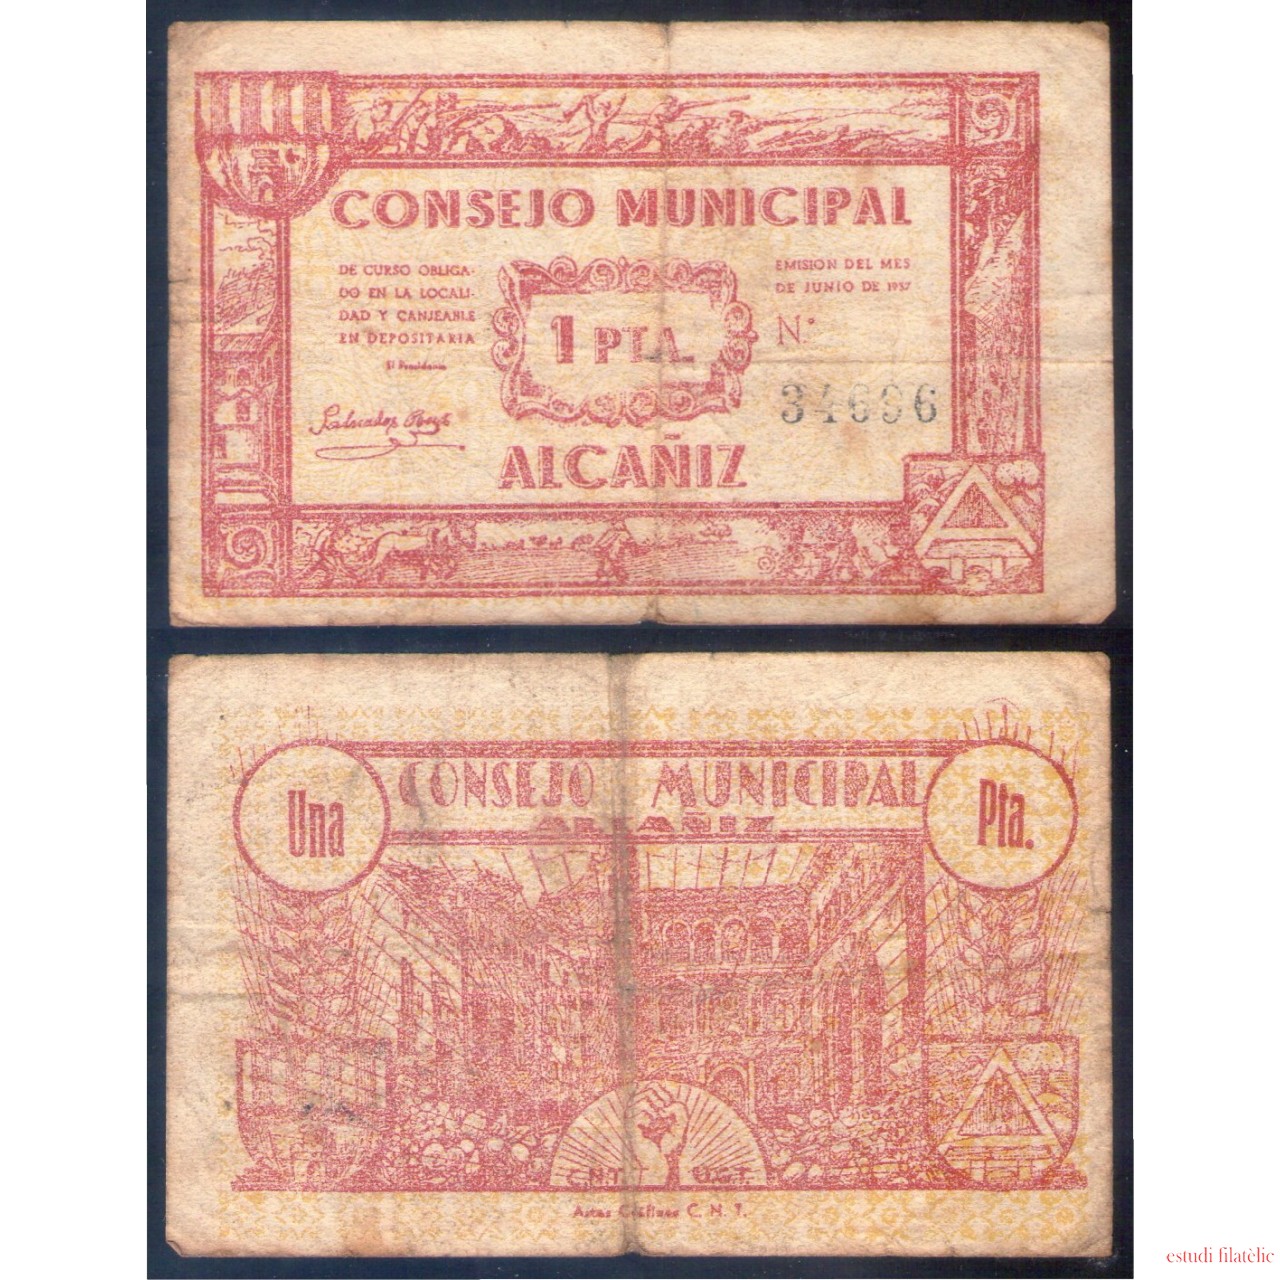 CONSEJO MUNICIPAL
DE CURSO OBLIGA-
DO EN LA LOCALI-
DAD Y CANJEABLE
EN DEPOSITARIA
El Presidente
1 PTA.
EMISION DEL MES
DE JUNIO DE 1937
N.º
34696
ALCAÑIZ
Una
CONSEJO MUNICIPAL
ALCAÑIZ
Pta.
C.N.T. U.G.T.
Artes Gráficas C. N. T.
estudi filatèlic